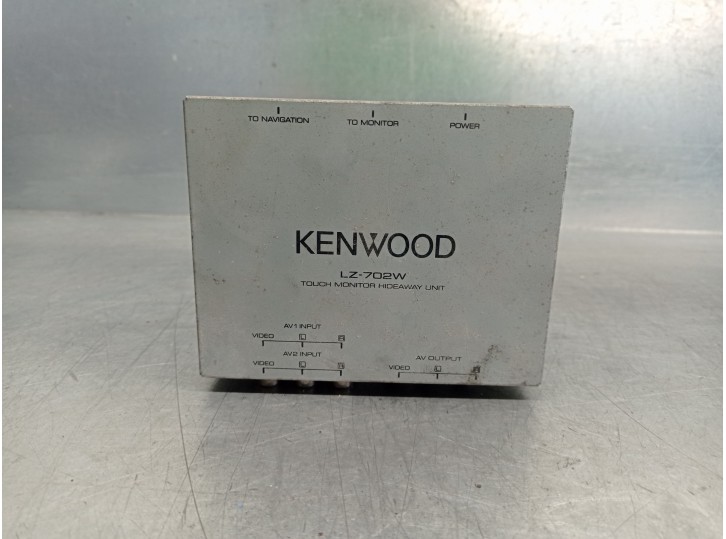 TO NAVIGATION TO MONITOR POWER
KENWOOD
LZ-702W
TOUCH MONITOR HIDEAWAY UNIT
AV1 INPUT
VIDEO L R
AV2 INPUT AV OUTPUT
VIDEO L R VIDEO L R